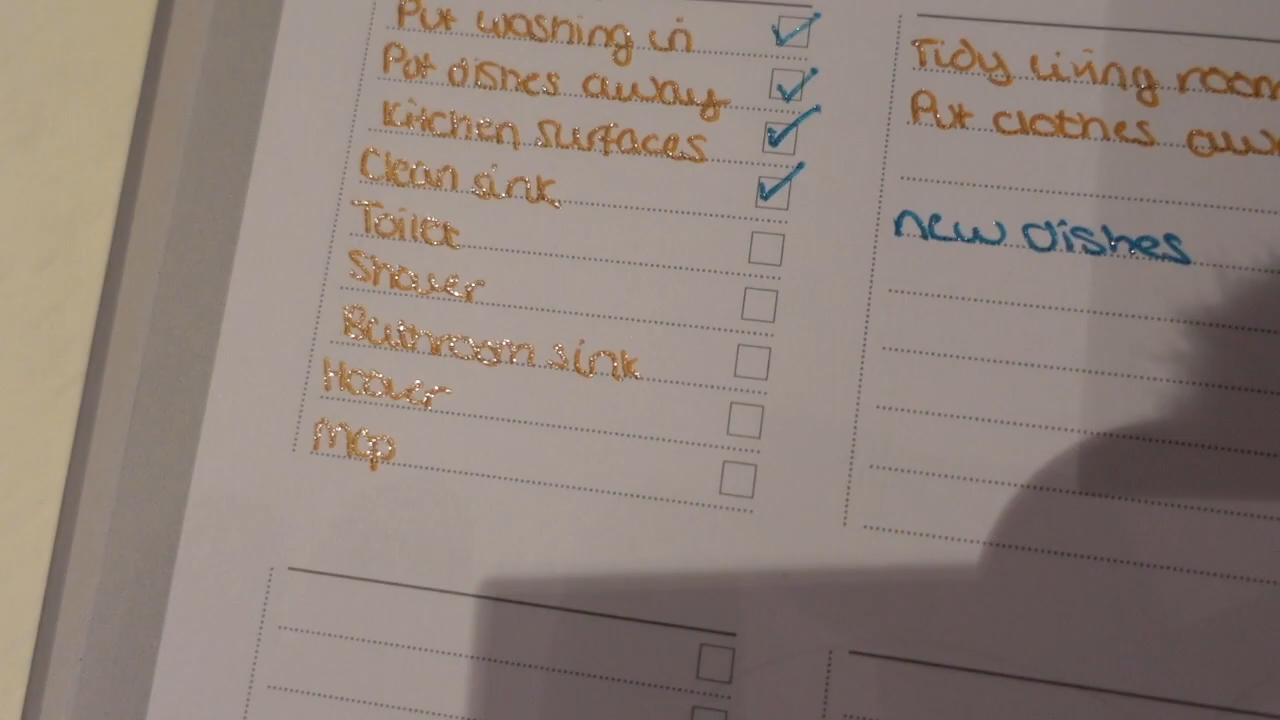 Put washing in
Put dishes away
Kitchen surfaces
Clean sink
Toilet
Shower
Bathroom sink
Hoover
mop
Tidy living room
Put clothes
new dishes